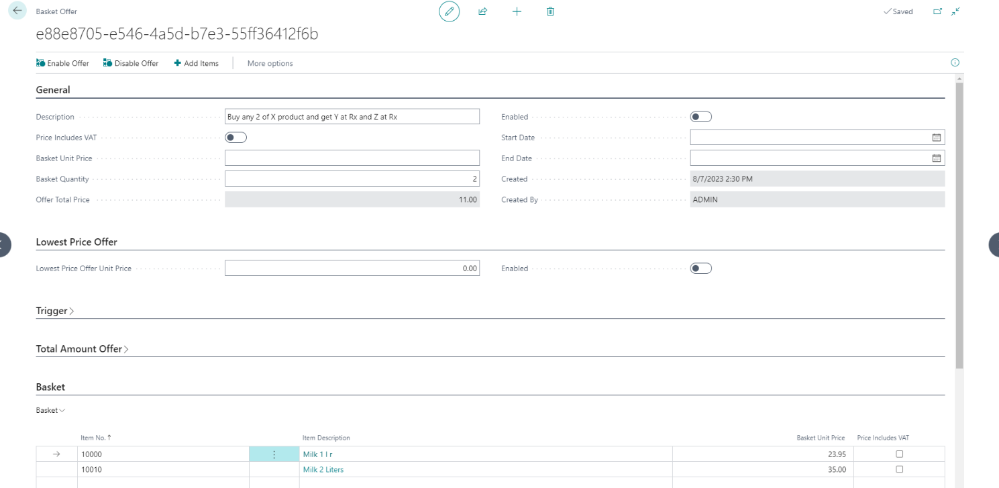 Basket Offer
Saved
e88e8705-e546-4a5d-b7e3-55ff36412f6b
Enable Offer Disable Offer Add Items More options
General
Description Buy any 2 of X product and get Y at Rx and Z at Rx Enabled
Price Includes VAT Start Date
Basket Unit Price End Date
Basket Quantity 2 Created 8/7/2023 2:30 PM
Offer Total Price 11.00 Created By ADMIN
Lowest Price Offer
Lowest Price Offer Unit Price 0.00 Enabled
Trigger
Total Amount Offer
Basket
Basket
Item No. Item Description Basket Unit Price Price Includes VAT
10000 Milk 1 l r 23.95
10010 Milk 2 Liters 35.00